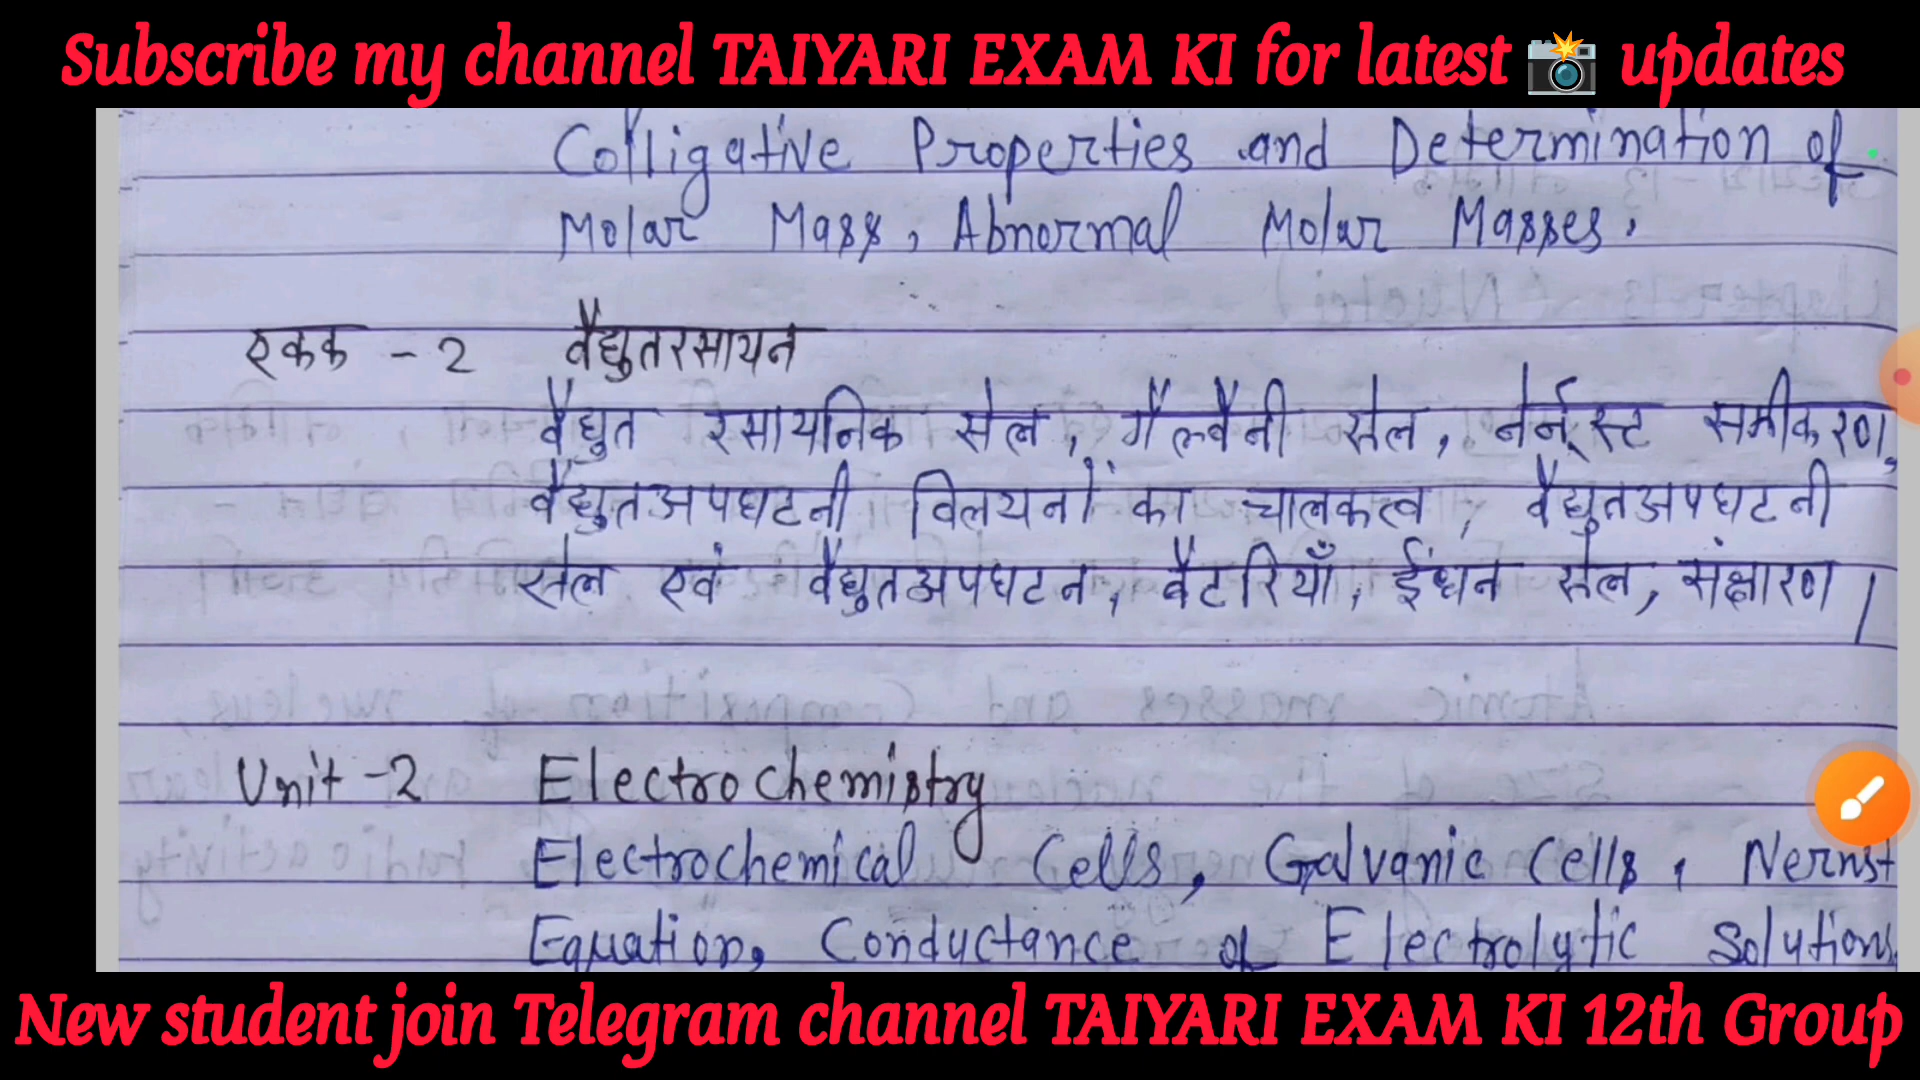 Subscribe my channel TAIYARI EXAM KI for latest 📸 updates
Colligative Properties and Determination of
Molar Mass, Abnormal Molar Masses.
एकक - 2 वैद्युतरसायन
वैद्युत रसायनिक सेल, गैल्वैनी सेल, नेर्न्स्ट समीकरण,
वैद्युतअपघटनी विलयनों का चालकत्व, वैद्युतअपघटनी
सेल एवं वैद्युतअपघटन, बैटरियाँ, ईंधन सेल, संक्षारण।
Unit -2 Electrochemistry
Electrochemical Cells, Galvanic Cells, Nernst
Equation, Conductance of Electrolytic Solutions,
New student join Telegram channel TAIYARI EXAM KI 12th Group